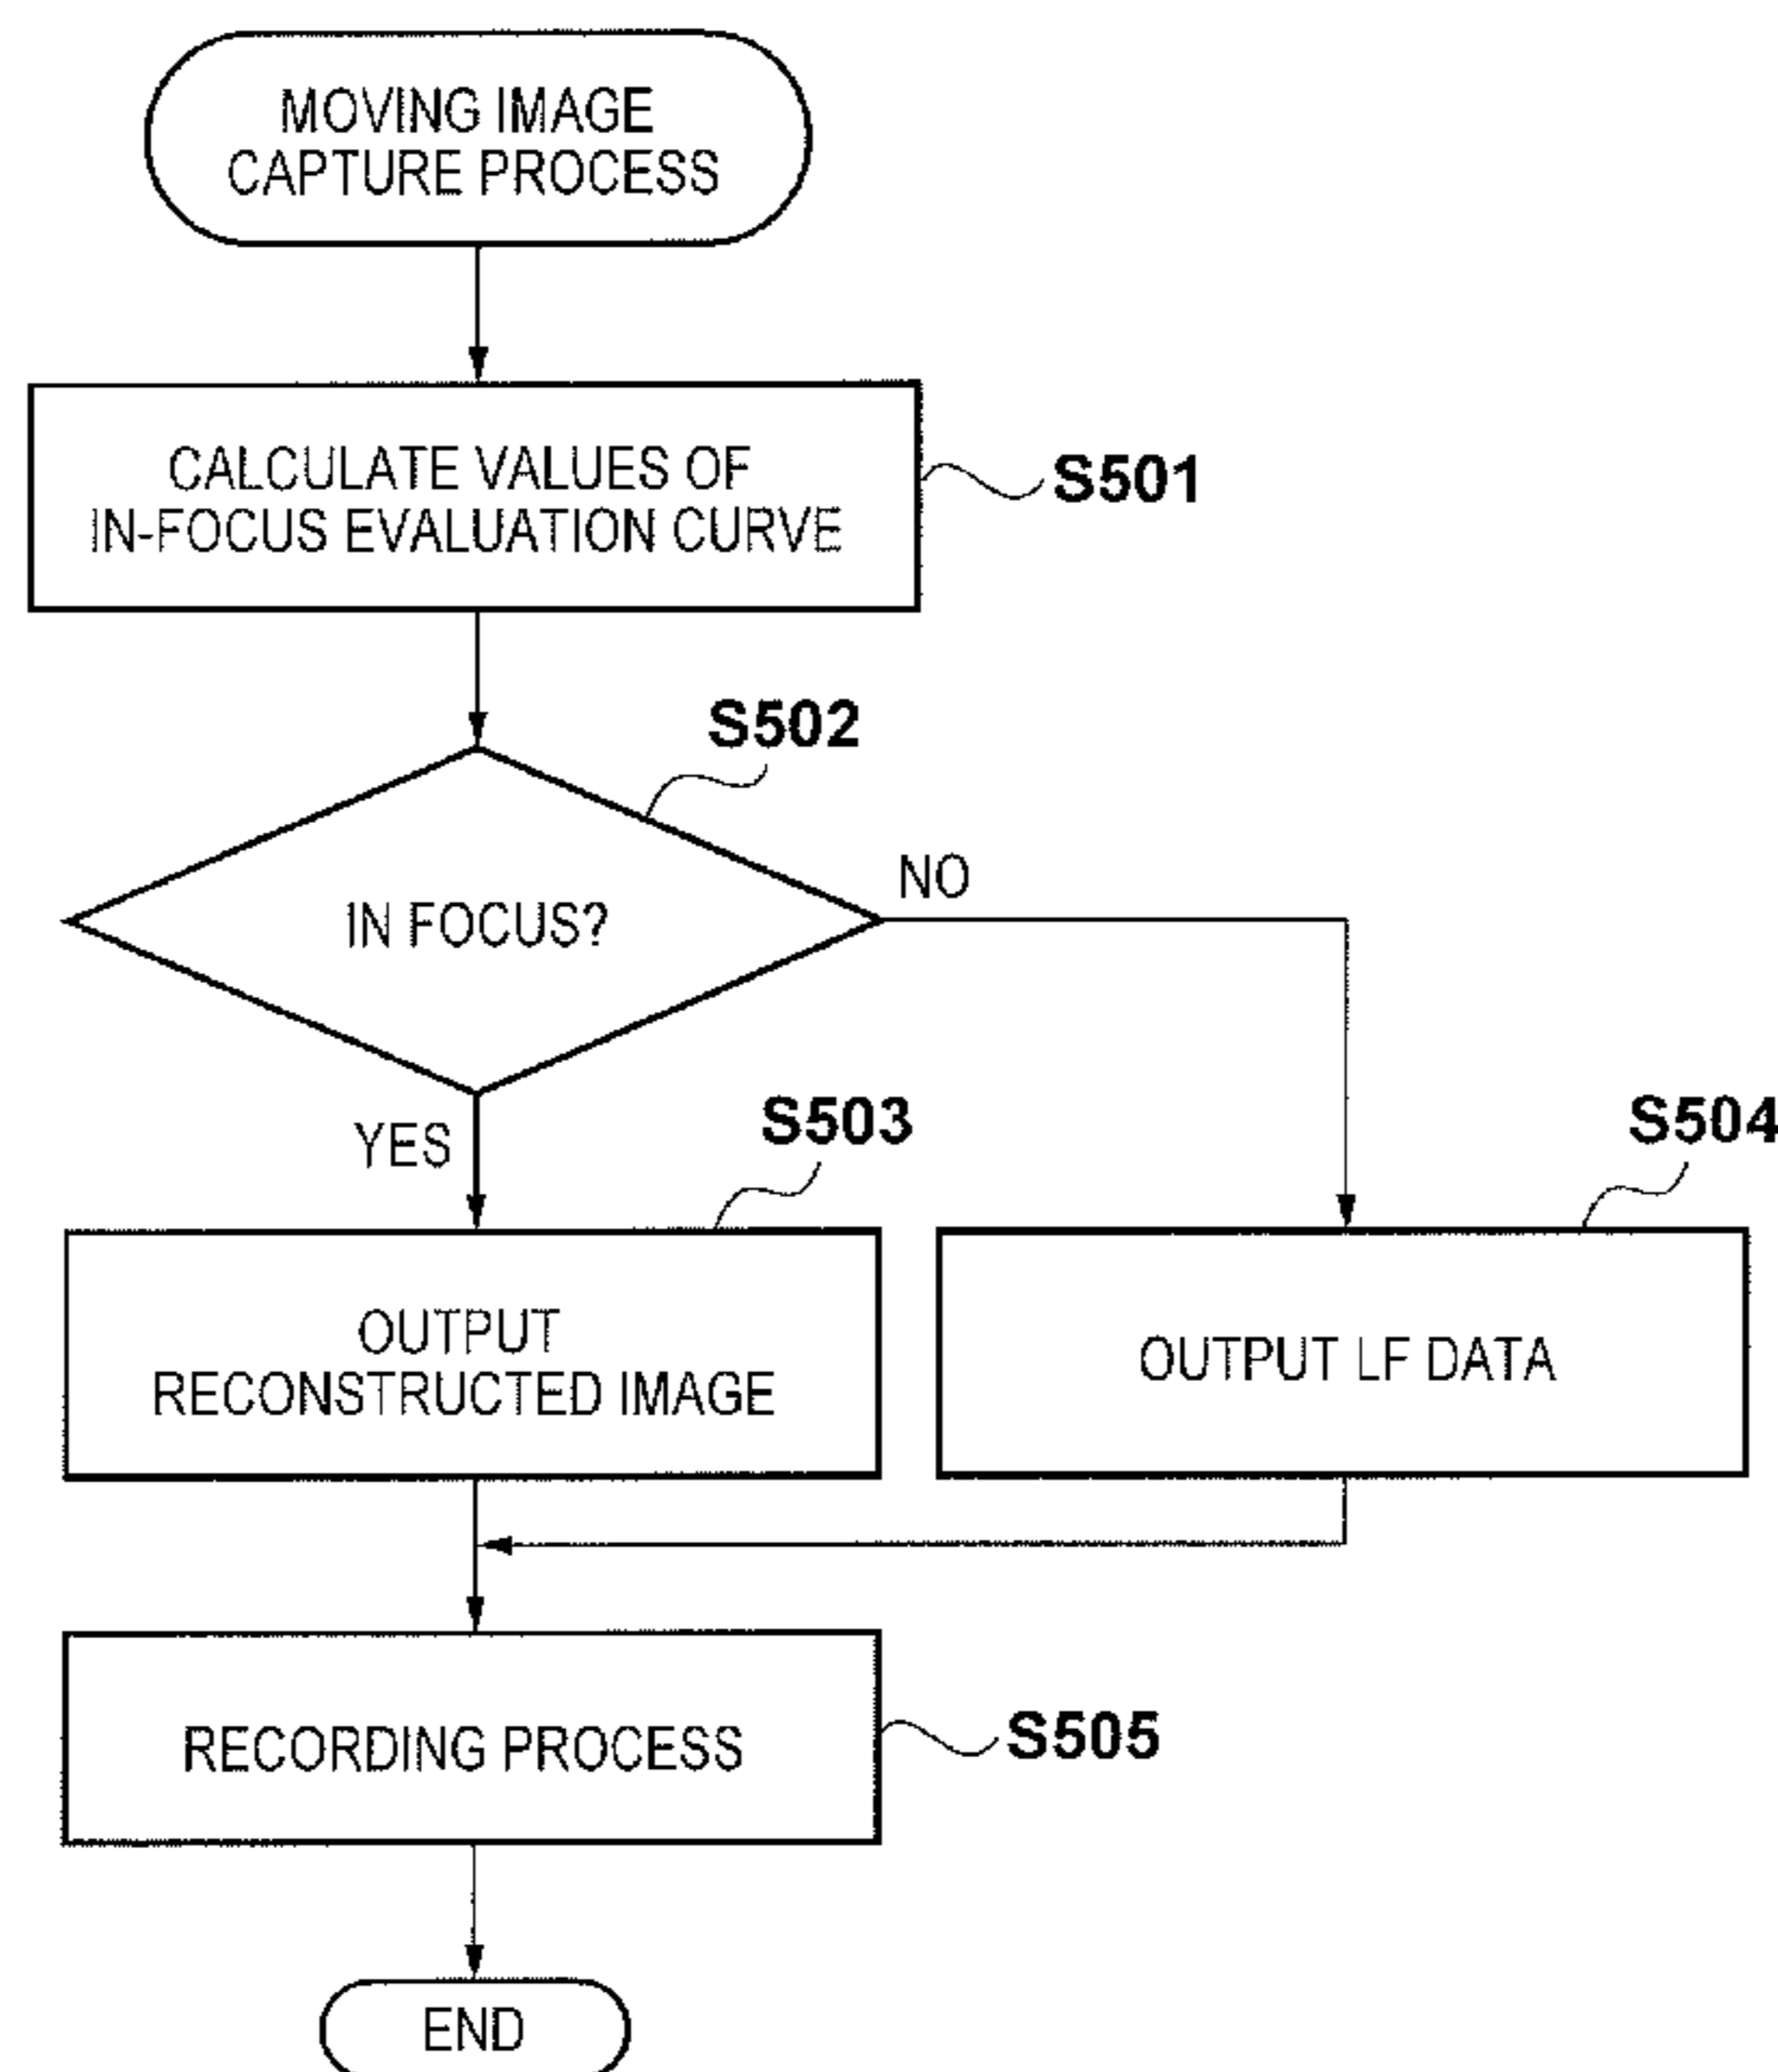 MOVING IMAGE
CAPTURE PROCESS
CALCULATE VALUES OF
IN-FOCUS EVALUATION CURVE
S501
S502
IN FOCUS?
NO
YES
S503
S504
OUTPUT
RECONSTRUCTED IMAGE
OUTPUT LF DATA
RECORDING PROCESS
S505
END